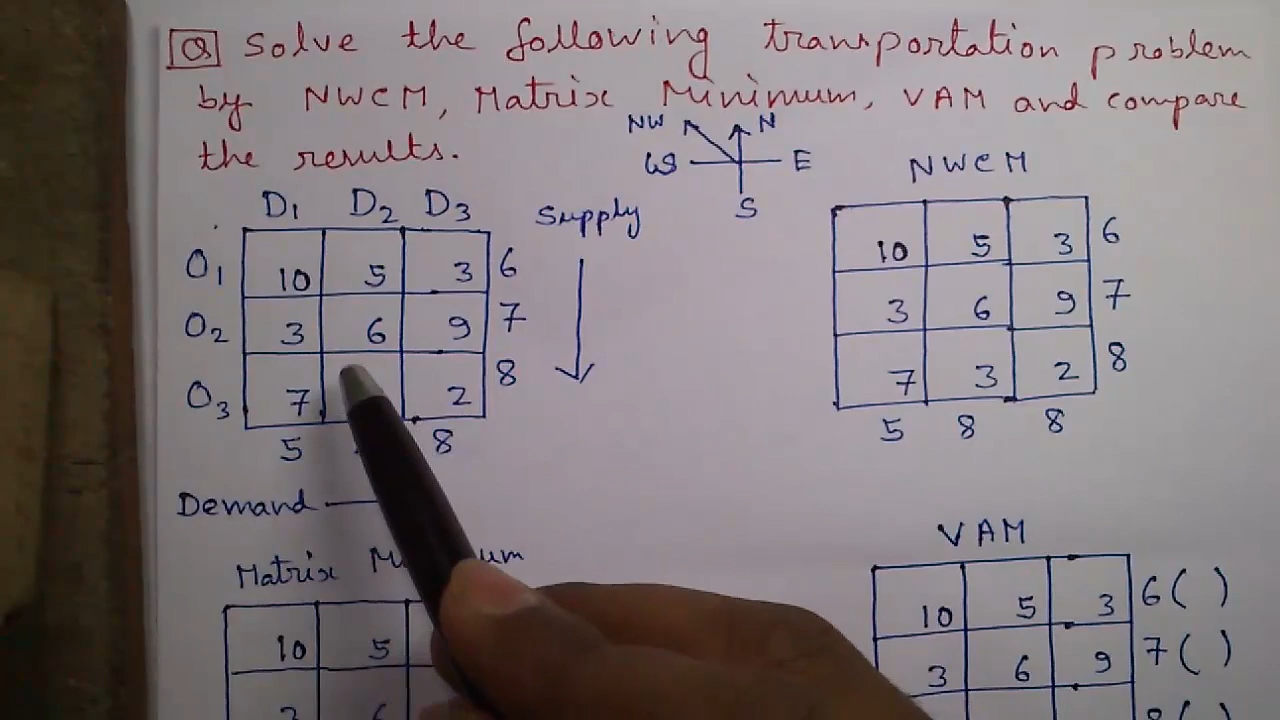 Q Solve the following transportation problem
by NWCM, Matrix Minimum, VAM and compare
the results.
NW N
W E
S
D1 D2 D3 Supply
O1 10 5 3 6
O2 3 6 9 7
O3 7 2 8
5 8
Demand
NWCM
10 5 3 6
3 6 9 7
7 3 2 8
5 8 8
Matrix
10 5
VAM
10 5 3 6 ( )
3 6 9 7 ( )